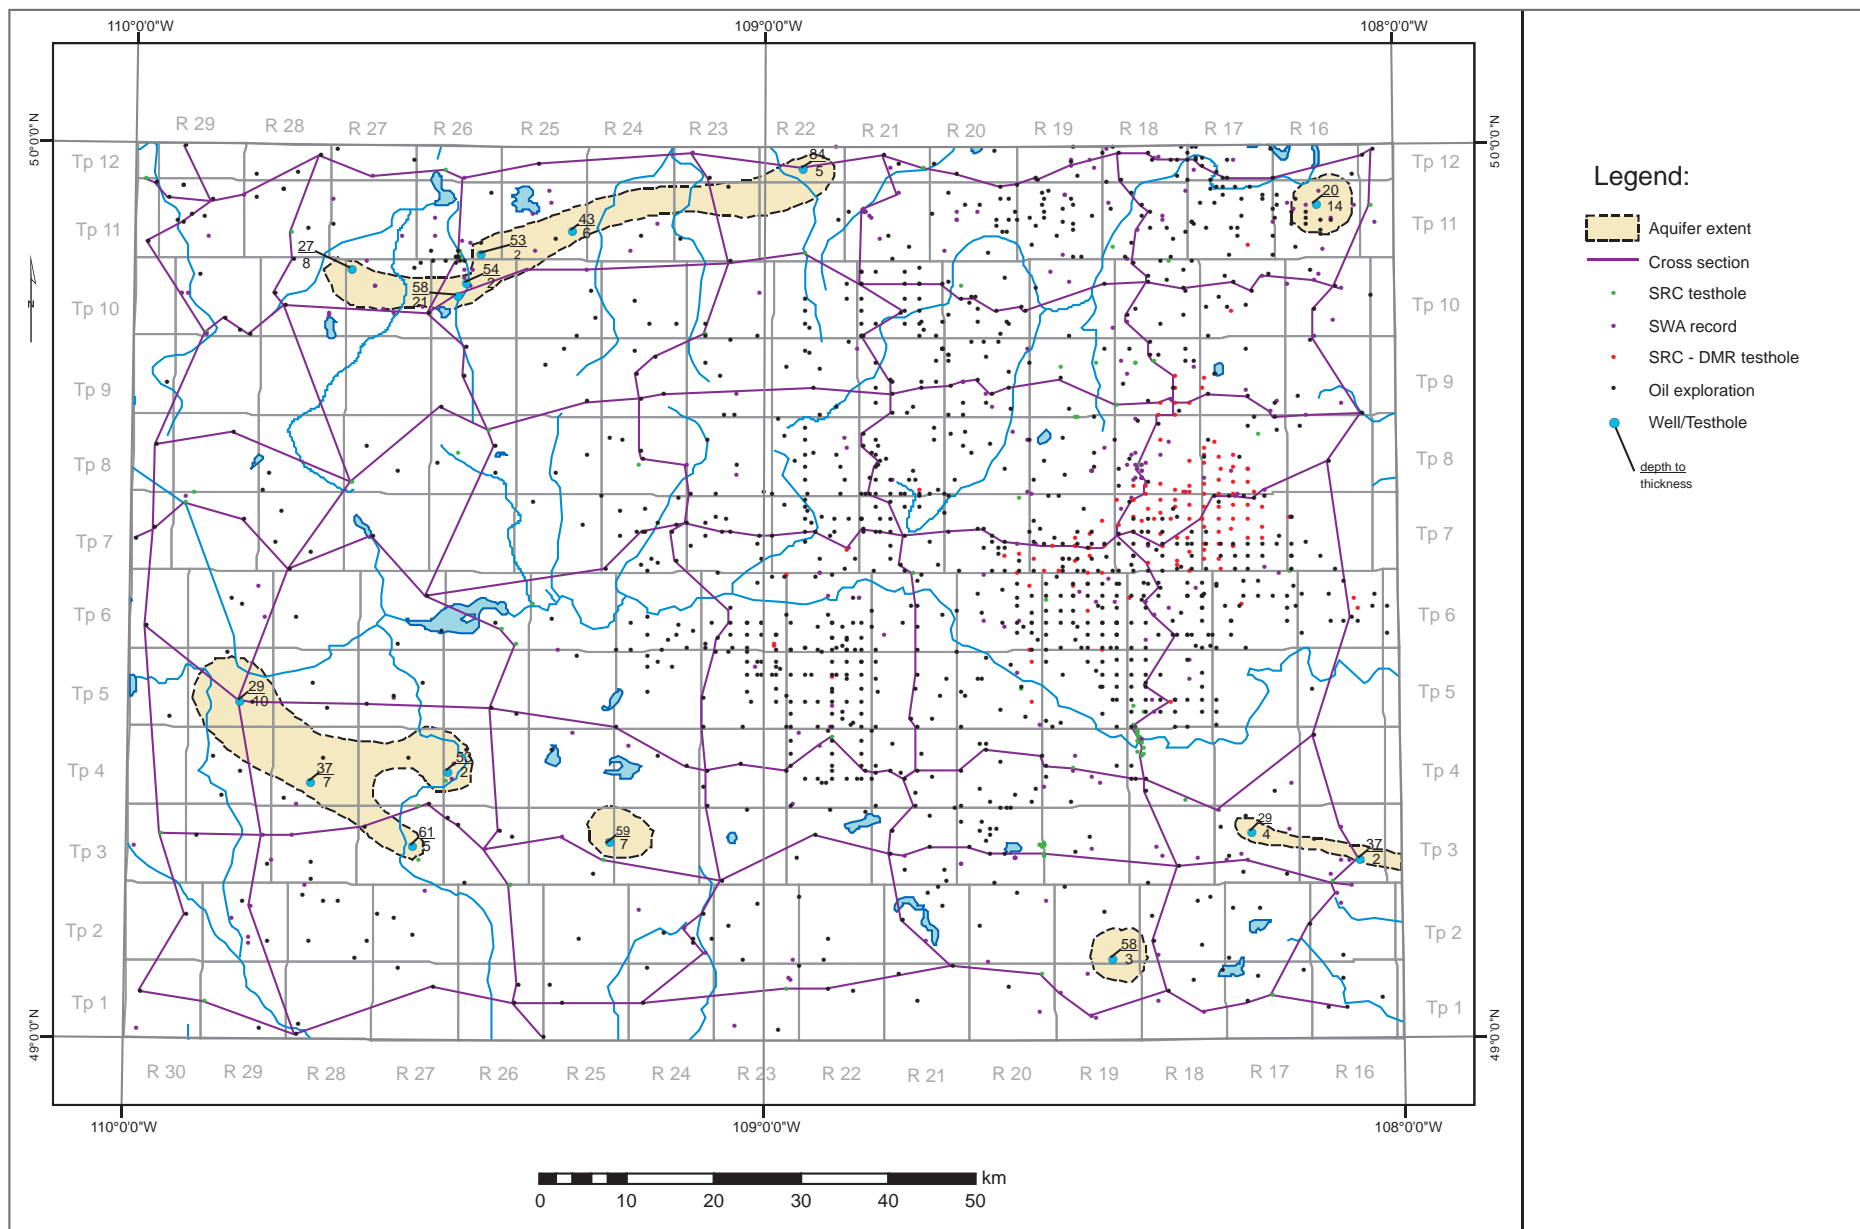 110°0'0"W 109°0'0"W 108°0'0"W
50°0'0"N 50°0'0"N
R 29 R 28 R 27 R 26 R 25 R 24 R 23 R 22 R 21 R 20 R 19 R 18 R 17 R 16
Tp 12 Tp 12
84
5
20
14
Tp 11 Tp 11
43
6
53
2
27
8
54
2
58
21
N
Tp 10 Tp 10
Tp 9 Tp 9
Tp 8 Tp 8
Tp 7 Tp 7
Tp 6 Tp 6
Tp 5 Tp 5
29
10
Tp 4 Tp 4
53
2
37
7
Tp 3 Tp 3
61
5
59
7
29
4
37
2
Tp 2 Tp 2
58
3
Tp 1 Tp 1
49°0'0"N 49°0'0"N
R 30 R 29 R 28 R 27 R 26 R 25 R 24 R 23 R 22 R 21 R 20 R 19 R 18 R 17 R 16
110°0'0"W 109°0'0"W 108°0'0"W
km
0 10 20 30 40 50
Legend:
Aquifer extent
Cross section
SRC testhole
SWA record
SRC - DMR testhole
Oil exploration
Well/Testhole
depth to
thickness